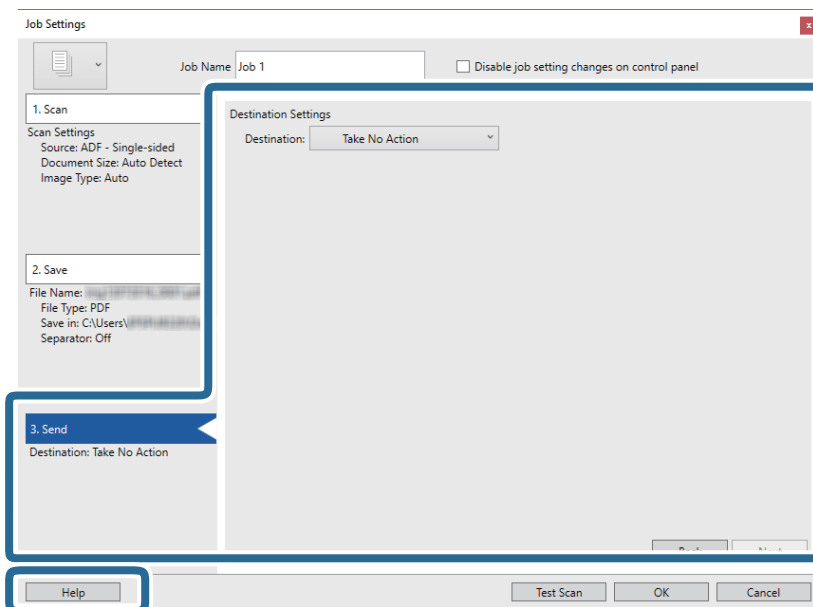 Job Settings
Job Name Job 1
Disable job setting changes on control panel
1. Scan
Scan Settings
Source: ADF - Single-sided
Document Size: Auto Detect
Image Type: Auto
2. Save
File Name:
File Type: PDF
Save in: C:\Users\
Separator: Off
3. Send
Destination: Take No Action
Destination Settings
Destination: Take No Action
Help
Test Scan
OK
Cancel